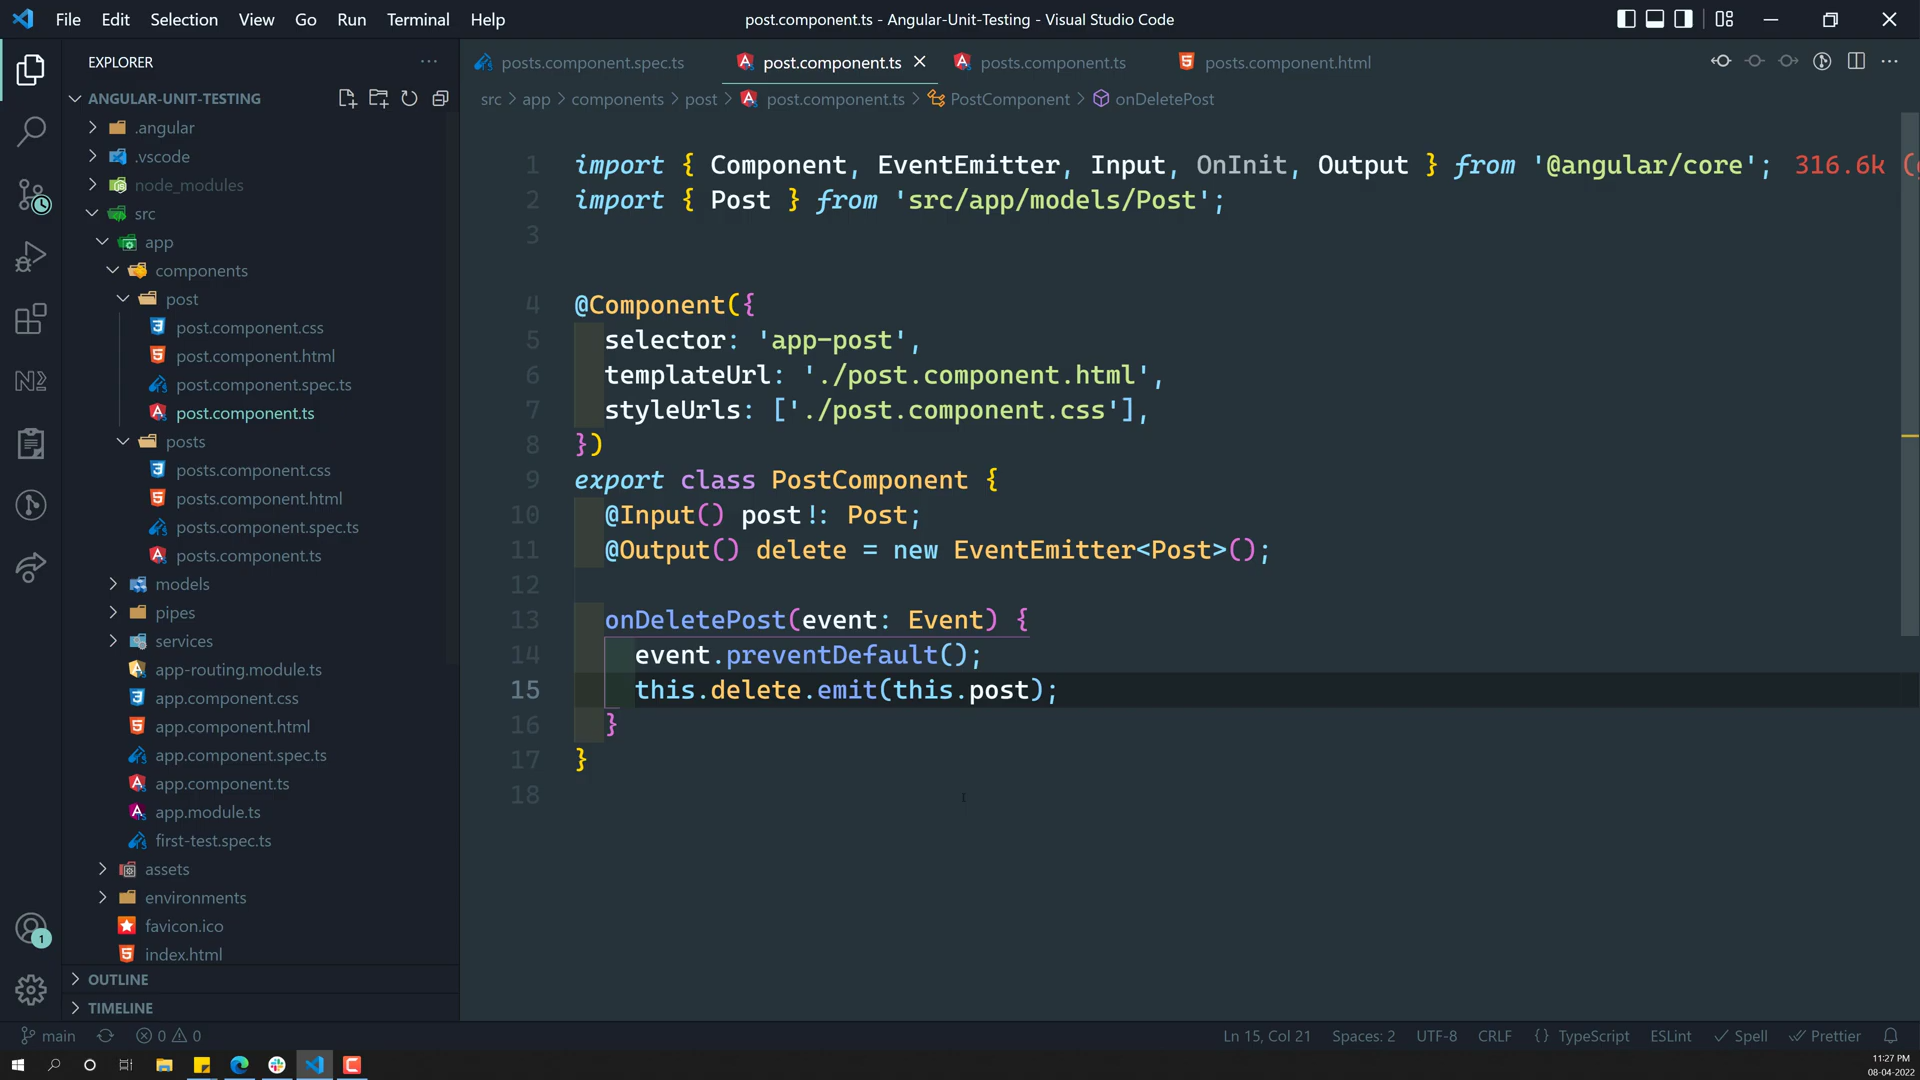 File Edit Selection View Go Run Terminal Help
post.component.ts - Angular-Unit-Testing - Visual Studio Code
EXPLORER
ANGULAR-UNIT-TESTING
.angular
.vscode
node_modules
src
app
components
post
post.component.css
post.component.html
post.component.spec.ts
post.component.ts
posts
posts.component.css
posts.component.html
posts.component.spec.ts
posts.component.ts
models
pipes
services
app-routing.module.ts
app.component.css
app.component.html
app.component.spec.ts
app.component.ts
app.module.ts
first-test.spec.ts
assets
environments
favicon.ico
index.html
OUTLINE
TIMELINE
posts.component.spec.ts post.component.ts posts.component.ts posts.component.html
src > app > components > post > post.component.ts > PostComponent > onDeletePost
1 import { Component, EventEmitter, Input, OnInit, Output } from '@angular/core'; 316.6k (g
2 import { Post } from 'src/app/models/Post';
3
4 @Component({
5 selector: 'app-post',
6 templateUrl: './post.component.html',
7 styleUrls: ['./post.component.css'],
8 })
9 export class PostComponent {
10 @Input() post!: Post;
11 @Output() delete = new EventEmitter<Post>();
12
13 onDeletePost(event: Event) {
14 event.preventDefault();
15 this.delete.emit(this.post);
16 }
17 }
18
1
main 0 0 Ln 15, Col 21 Spaces: 2 UTF-8 CRLF {} TypeScript ESLint Spell Prettier
11:27 PM
08-04-2022